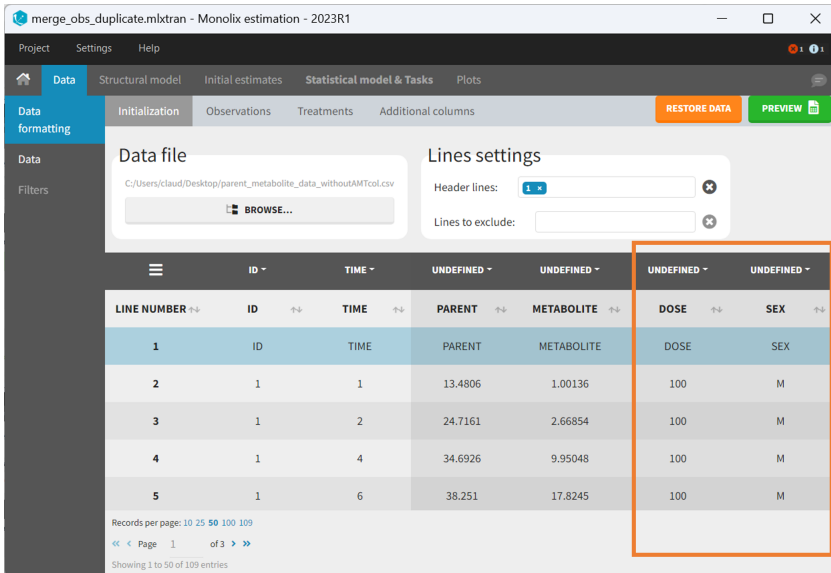 merge_obs_duplicate.mlxtran - Monolix estimation - 2023R1
Project Settings Help 1 1
Data Structural model Initial estimates Statistical model & Tasks Plots
Data formatting
Data
Filters
Initialization Observations Treatments Additional columns RESTORE DATA PREVIEW
Data file
C:/Users/claud/Desktop/parent_metabolite_data_withoutAMTcol.csv
BROWSE...
Lines settings
Header lines: 1 ×
Lines to exclude:
ID TIME UNDEFINED UNDEFINED UNDEFINED UNDEFINED
LINE NUMBER ID TIME PARENT METABOLITE DOSE SEX
1 ID TIME PARENT METABOLITE DOSE SEX
2 1 1 13.4806 1.00136 100 M
3 1 2 24.7161 2.66854 100 M
4 1 4 34.6926 9.95048 100 M
5 1 6 38.251 17.8245 100 M
Records per page: 10 25 50 100 109
« < Page 1 of 3 > »
Showing 1 to 50 of 109 entries